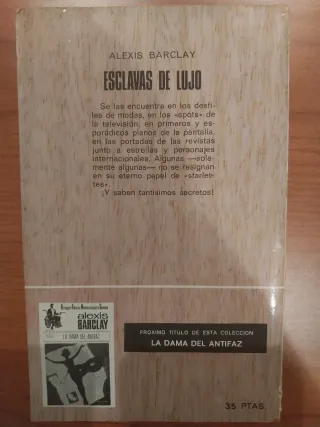 ALEXIS BARCLAY
ESCLAVAS DE LUJO
Se las encuentra en los desfi-
les de modas, en los «spots» de
la televisión, en primeros y es-
porádicos planos de la pantalla,
en las portadas de las revistas
junto a estrellas y personajes
internacionales. Algunas —sola-
mente algunas— no se resignan
en su eterno papel de «starlet-
tes».
¡Y saben tantísimos secretos!
alexis
BARCLAY
LA DAMA DEL ANTIFAZ
PROXIMO TITULO DE ESTA COLECCION
LA DAMA DEL ANTIFAZ
35 PTAS.